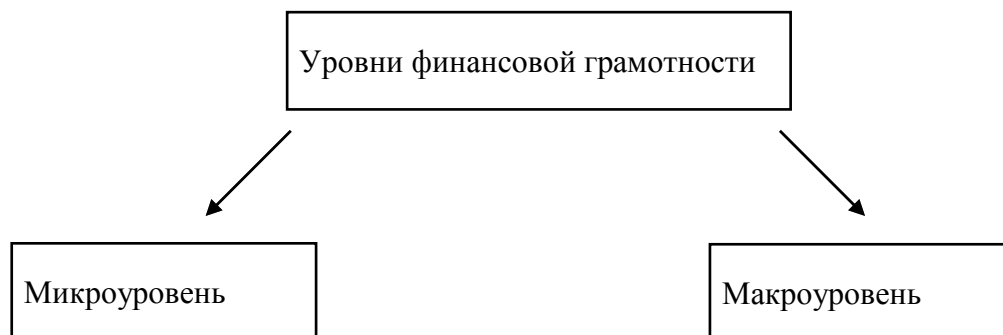 Уровни финансовой грамотности
Микроуровень
Макроуровень